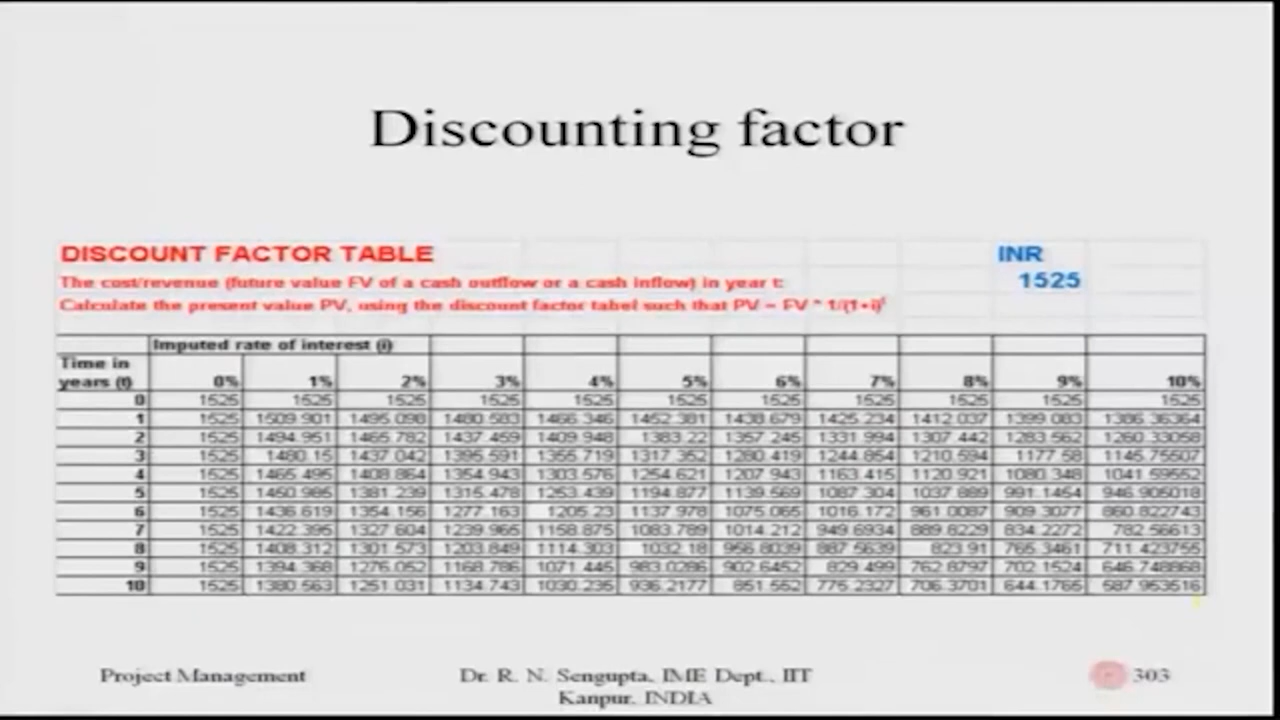 Discounting factor
DISCOUNT FACTOR TABLE INR
The cost/revenue (future value FV of a cash outflow or a cash inflow) in year t: 1525
Calculate the present value PV, using the discount factor tabel such that PV = FV * 1/(1+i)^t
Imputed rate of interest (i)
Time in
years (t) 0% 1% 2% 3% 4% 5% 6% 7% 8% 9% 10%
0 1525 1525 1525 1525 1525 1525 1525 1525 1525 1525 1525
1 1525 1509.901 1495.098 1480.583 1466.346 1452.381 1438.679 1425.234 1412.037 1399.083 1386.36364
2 1525 1494.951 1465.782 1437.459 1409.948 1383.22 1357.245 1331.994 1307.442 1283.562 1260.33058
3 1525 1480.15 1437.042 1395.591 1355.719 1317.352 1280.419 1244.854 1210.594 1177.58 1145.75507
4 1525 1465.495 1408.864 1354.943 1303.576 1254.621 1207.943 1163.415 1120.921 1080.348 1041.59552
5 1525 1450.985 1381.239 1315.478 1253.439 1194.877 1139.569 1087.304 1037.889 991.1454 946.905018
6 1525 1436.619 1354.156 1277.163 1205.23 1137.978 1075.065 1016.172 961.0087 909.3077 860.822743
7 1525 1422.395 1327.604 1239.965 1158.875 1083.789 1014.212 949.6934 889.8229 834.2272 782.56613
8 1525 1408.312 1301.573 1203.849 1114.303 1032.18 956.8039 887.5639 823.91 765.3461 711.423755
9 1525 1394.368 1276.052 1168.786 1071.445 983.0286 902.6452 829.499 762.8797 702.1524 646.748868
10 1525 1380.563 1251.031 1134.743 1030.235 936.2177 851.552 775.2327 706.3701 644.1765 587.953516
Project Management Dr. R. N. Sengupta, IME Dept., IIT 303
Kanpur, INDIA